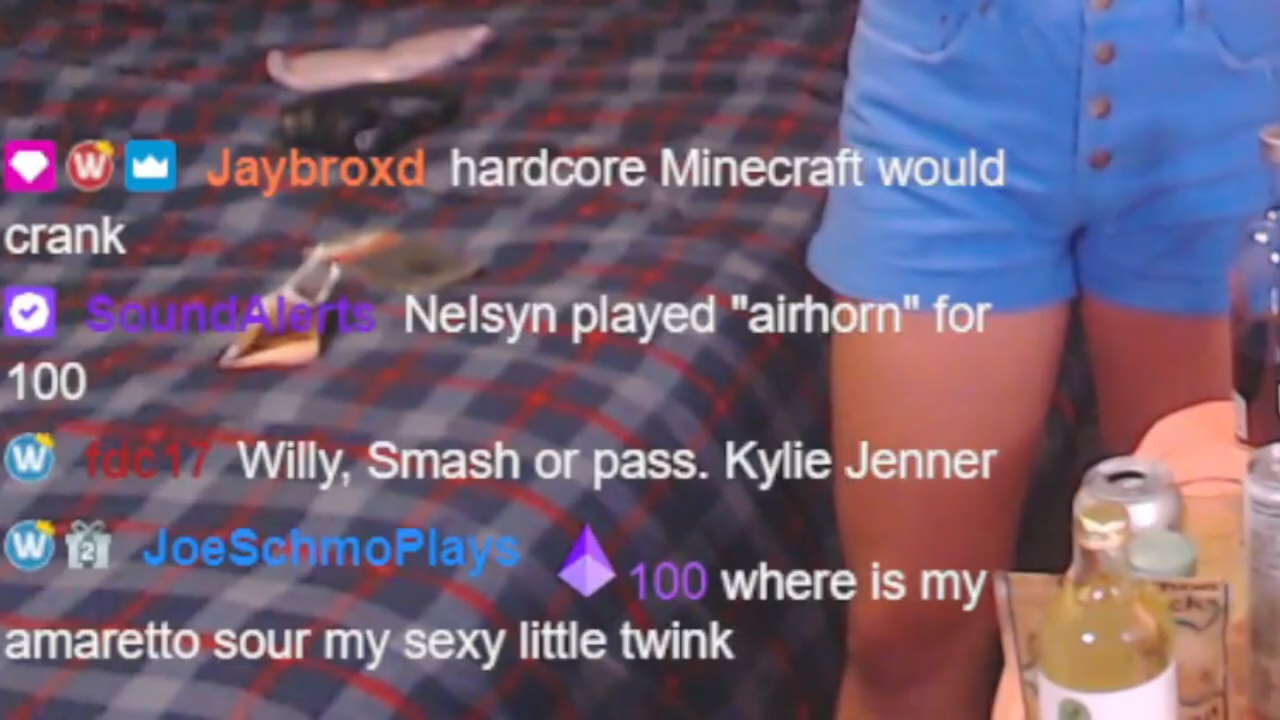 Jaybroxd hardcore Minecraft would
crank
SoundAlerts Nelsyn played "airhorn" for
100
W fdc17 Willy, Smash or pass. Kylie Jenner
W 2 JoeSchmoPlays 100 where is my
amaretto sour my sexy little twink